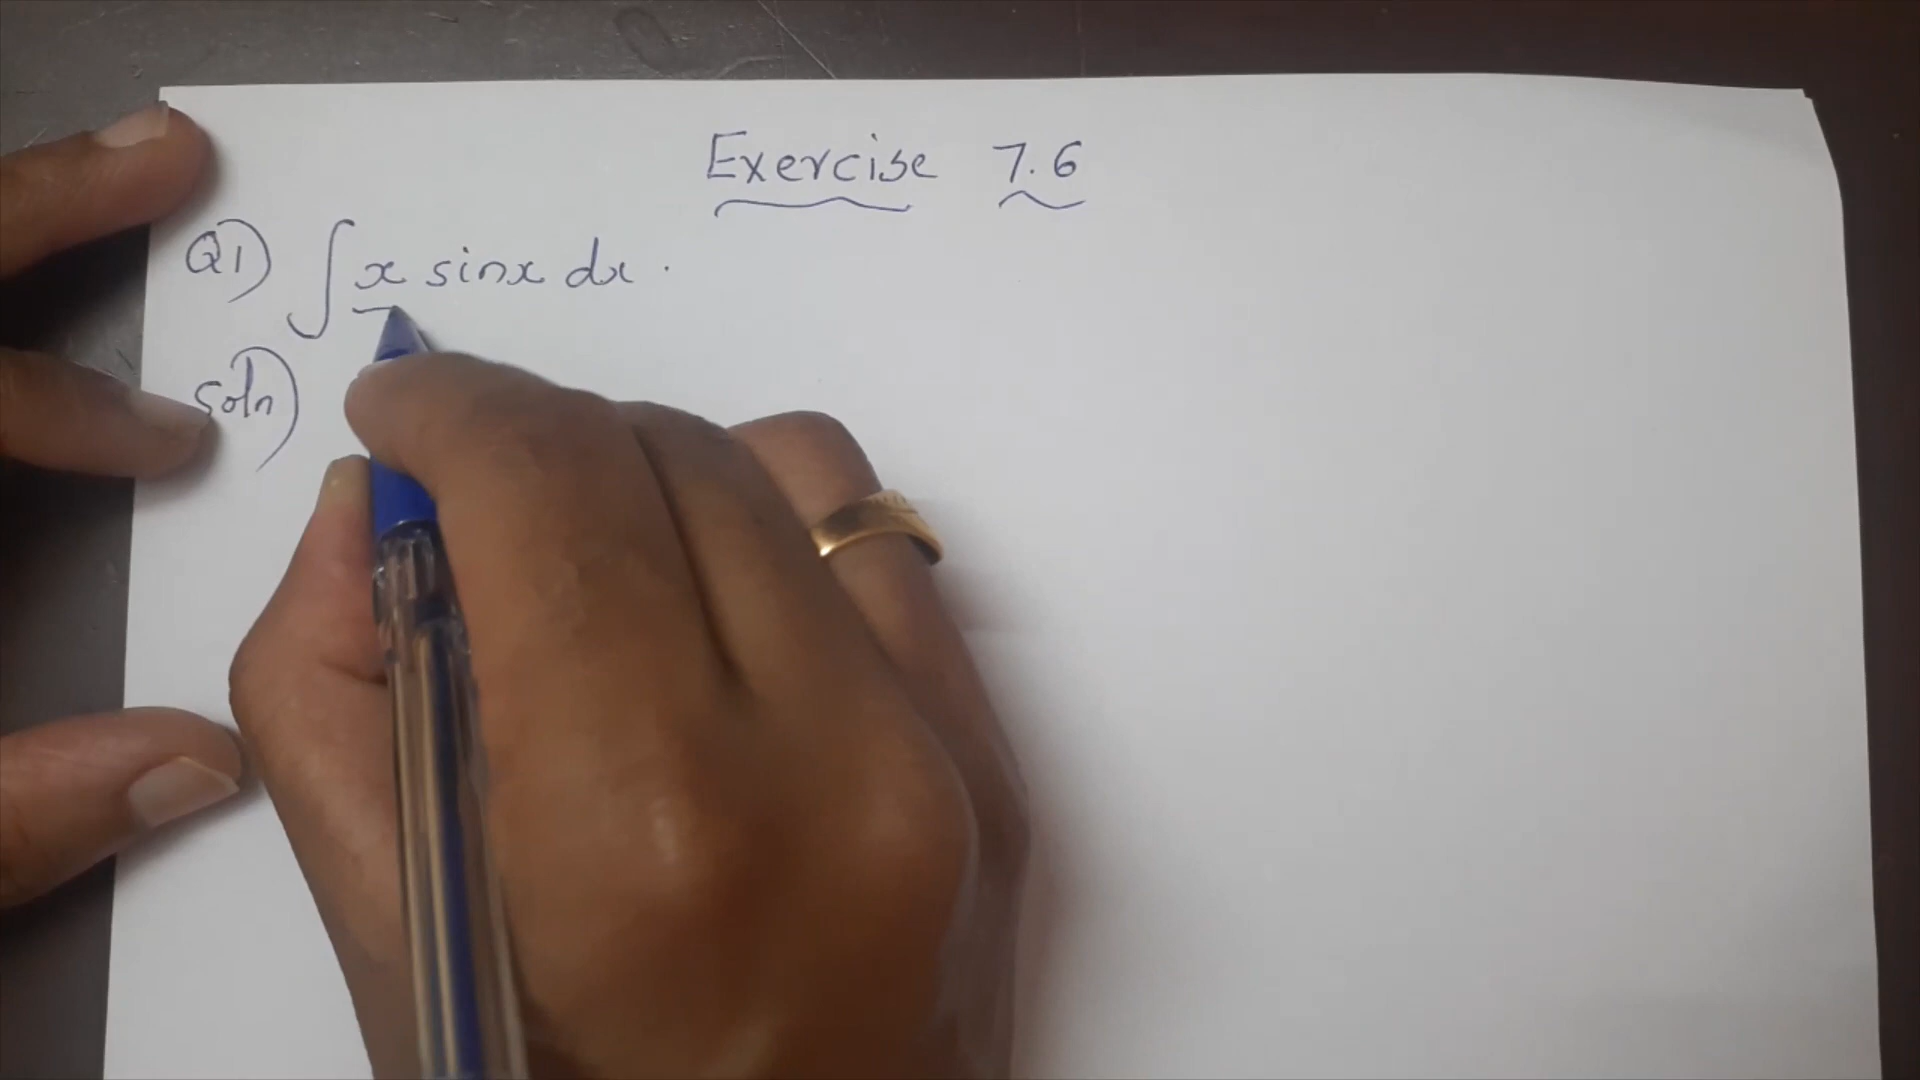 Exercise 7.6
Q1) ∫ x sinx dx .
Soln)